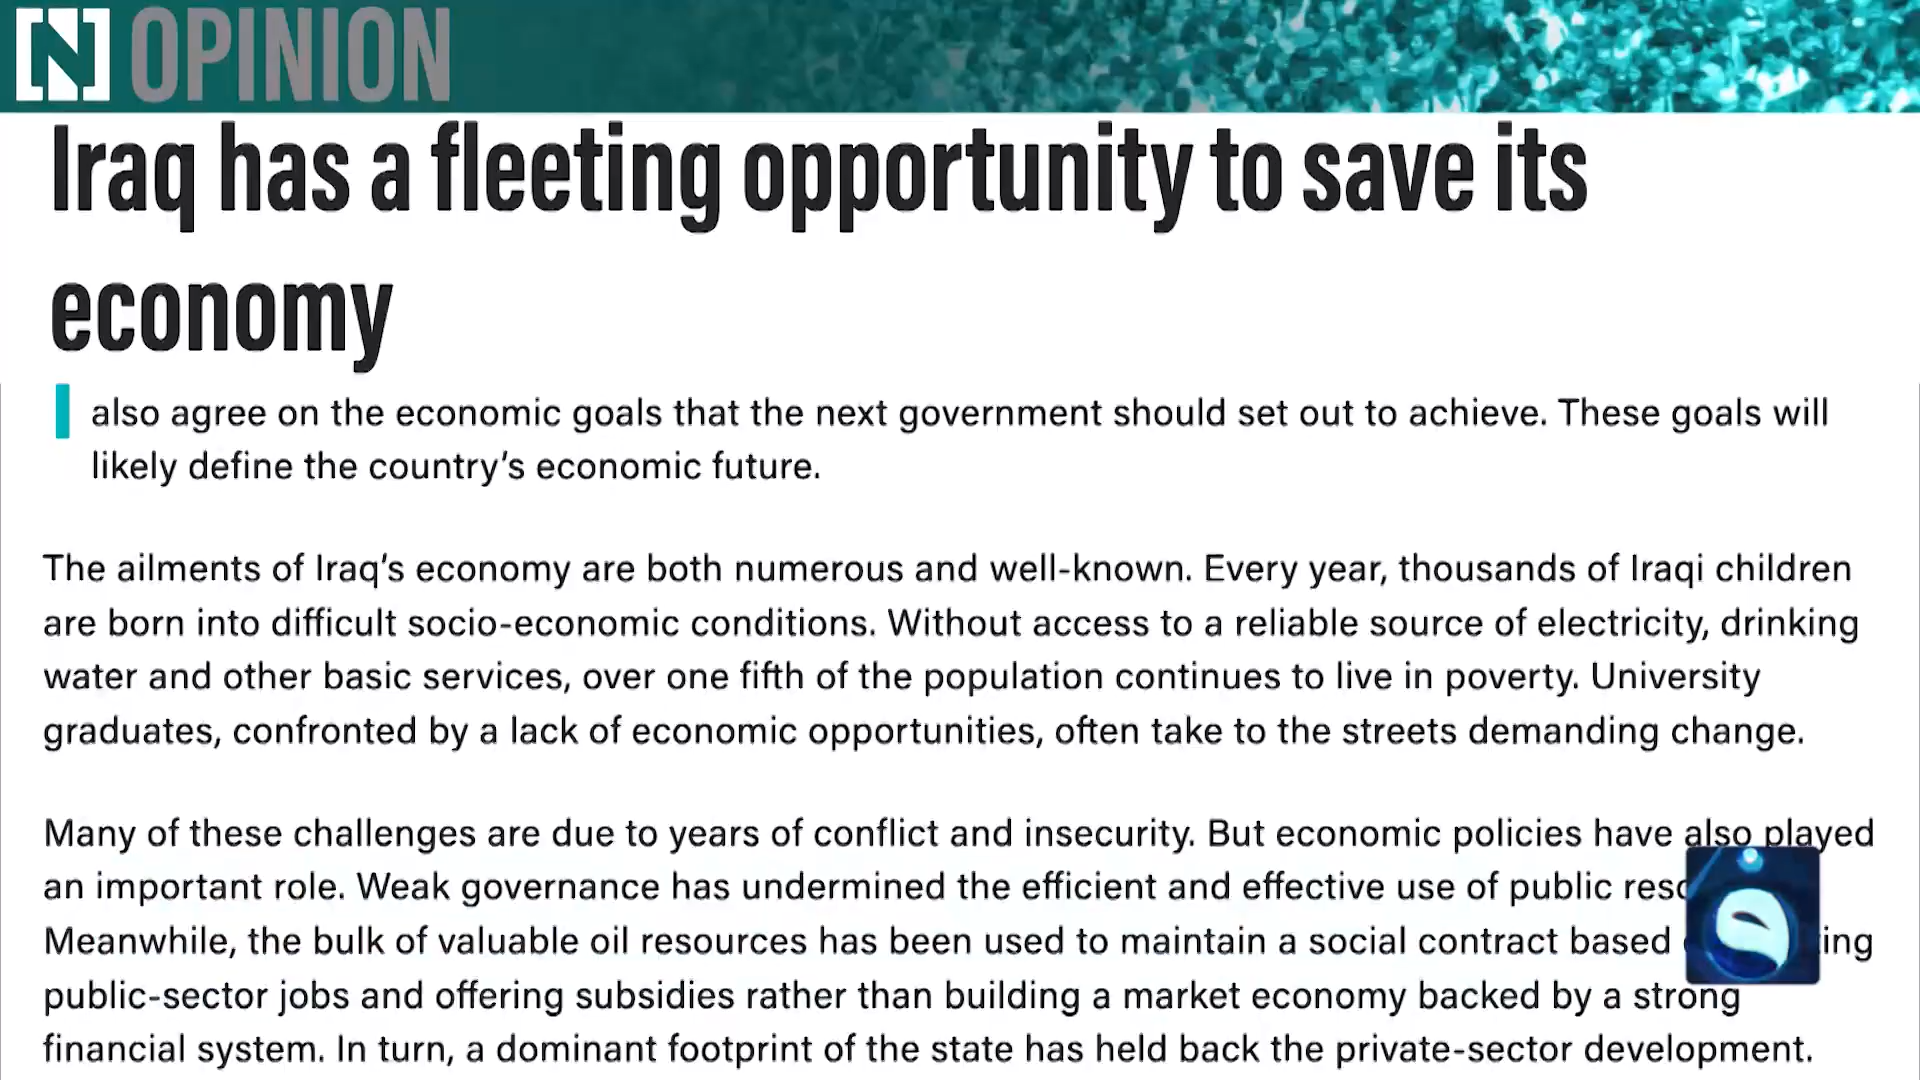 [N] OPINION
Iraq has a fleeting opportunity to save its
economy
also agree on the economic goals that the next government should set out to achieve. These goals will
likely define the country’s economic future.
The ailments of Iraq’s economy are both numerous and well-known. Every year, thousands of Iraqi children
are born into difficult socio-economic conditions. Without access to a reliable source of electricity, drinking
water and other basic services, over one fifth of the population continues to live in poverty. University
graduates, confronted by a lack of economic opportunities, often take to the streets demanding change.
Many of these challenges are due to years of conflict and insecurity. But economic policies have also played
an important role. Weak governance has undermined the efficient and effective use of public
Meanwhile, the bulk of valuable oil resources has been used to maintain a social contract based
public-sector jobs and offering subsidies rather than building a market economy backed by a strong
financial system. In turn, a dominant footprint of the state has held back the private-sector development.